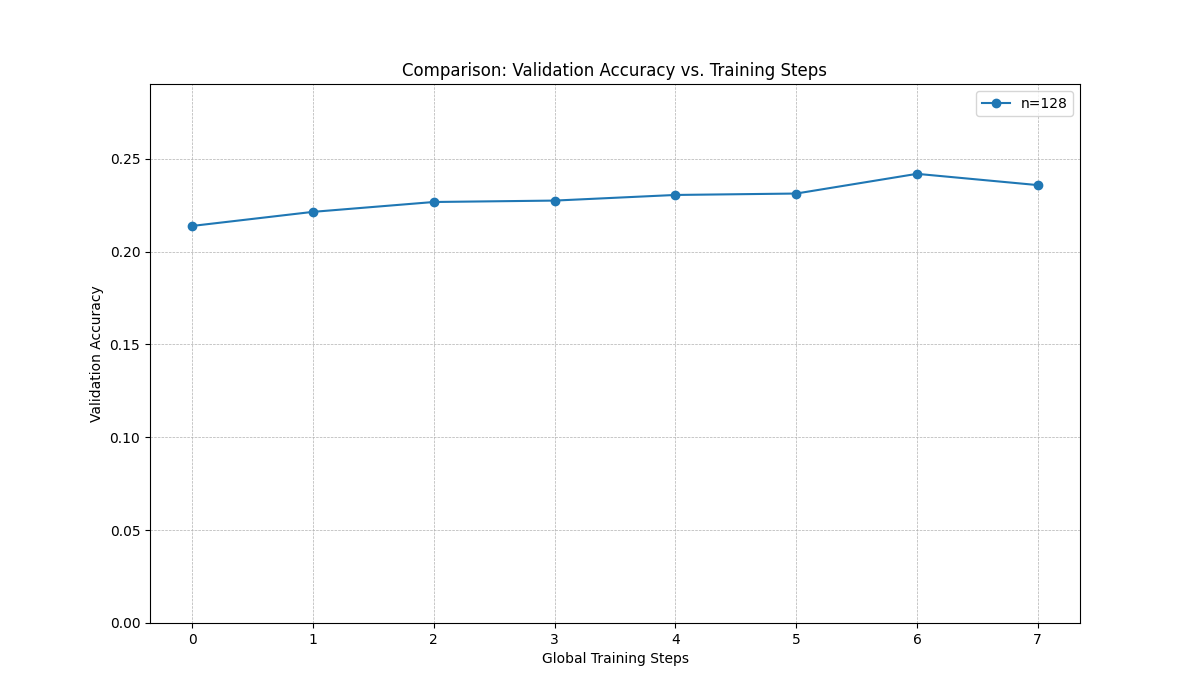 Comparison: Validation Accuracy vs. Training Steps
n=128
Validation Accuracy
0.25
0.20
0.15
0.10
0.05
0.00
0 1 2 3 4 5 6 7
Global Training Steps